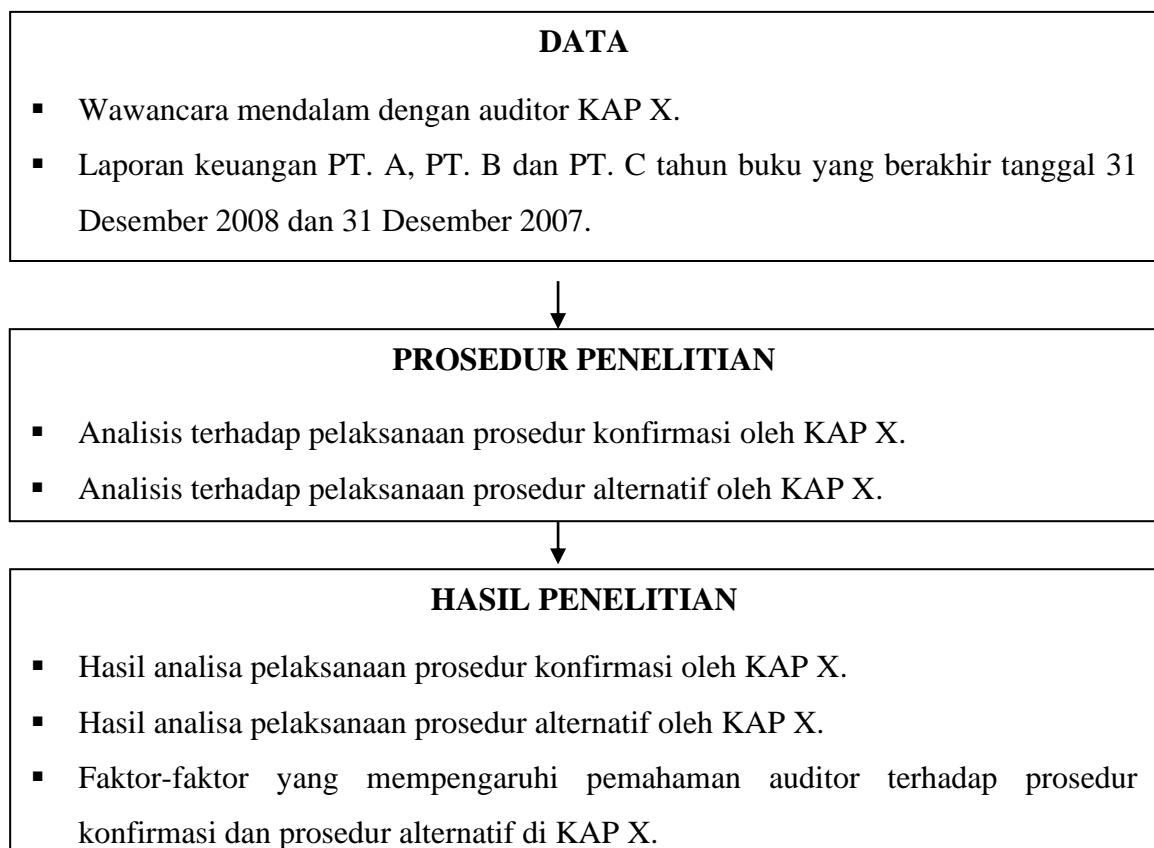 DATA
▪ Wawancara mendalam dengan auditor KAP X.
▪ Laporan keuangan PT. A, PT. B dan PT. C tahun buku yang berakhir tanggal 31
Desember 2008 dan 31 Desember 2007.
PROSEDUR PENELITIAN
▪ Analisis terhadap pelaksanaan prosedur konfirmasi oleh KAP X.
▪ Analisis terhadap pelaksanaan prosedur alternatif oleh KAP X.
HASIL PENELITIAN
▪ Hasil analisa pelaksanaan prosedur konfirmasi oleh KAP X.
▪ Hasil analisa pelaksanaan prosedur alternatif oleh KAP X.
▪ Faktor-faktor yang mempengaruhi pemahaman auditor terhadap prosedur
konfirmasi dan prosedur alternatif di KAP X.